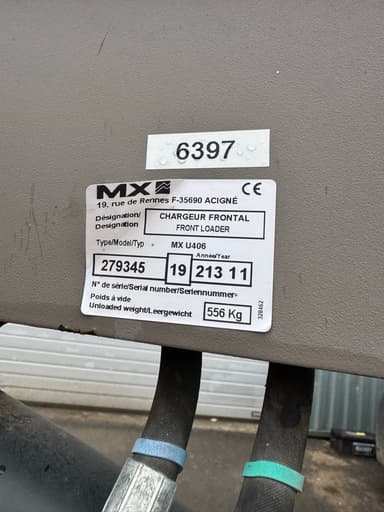 6397
MX CE
19, rue de Rennes F-35690 ACIGNÉ
Désignation/ CHARGEUR FRONTAL
Designation FRONT LOADER
Type/Model/Typ MX U406
Année/Year
279345 19 213 11
N° de série/Serial number/Seriennummer
Poids à vide
Unloaded weight/Leergewicht 556 Kg
328462